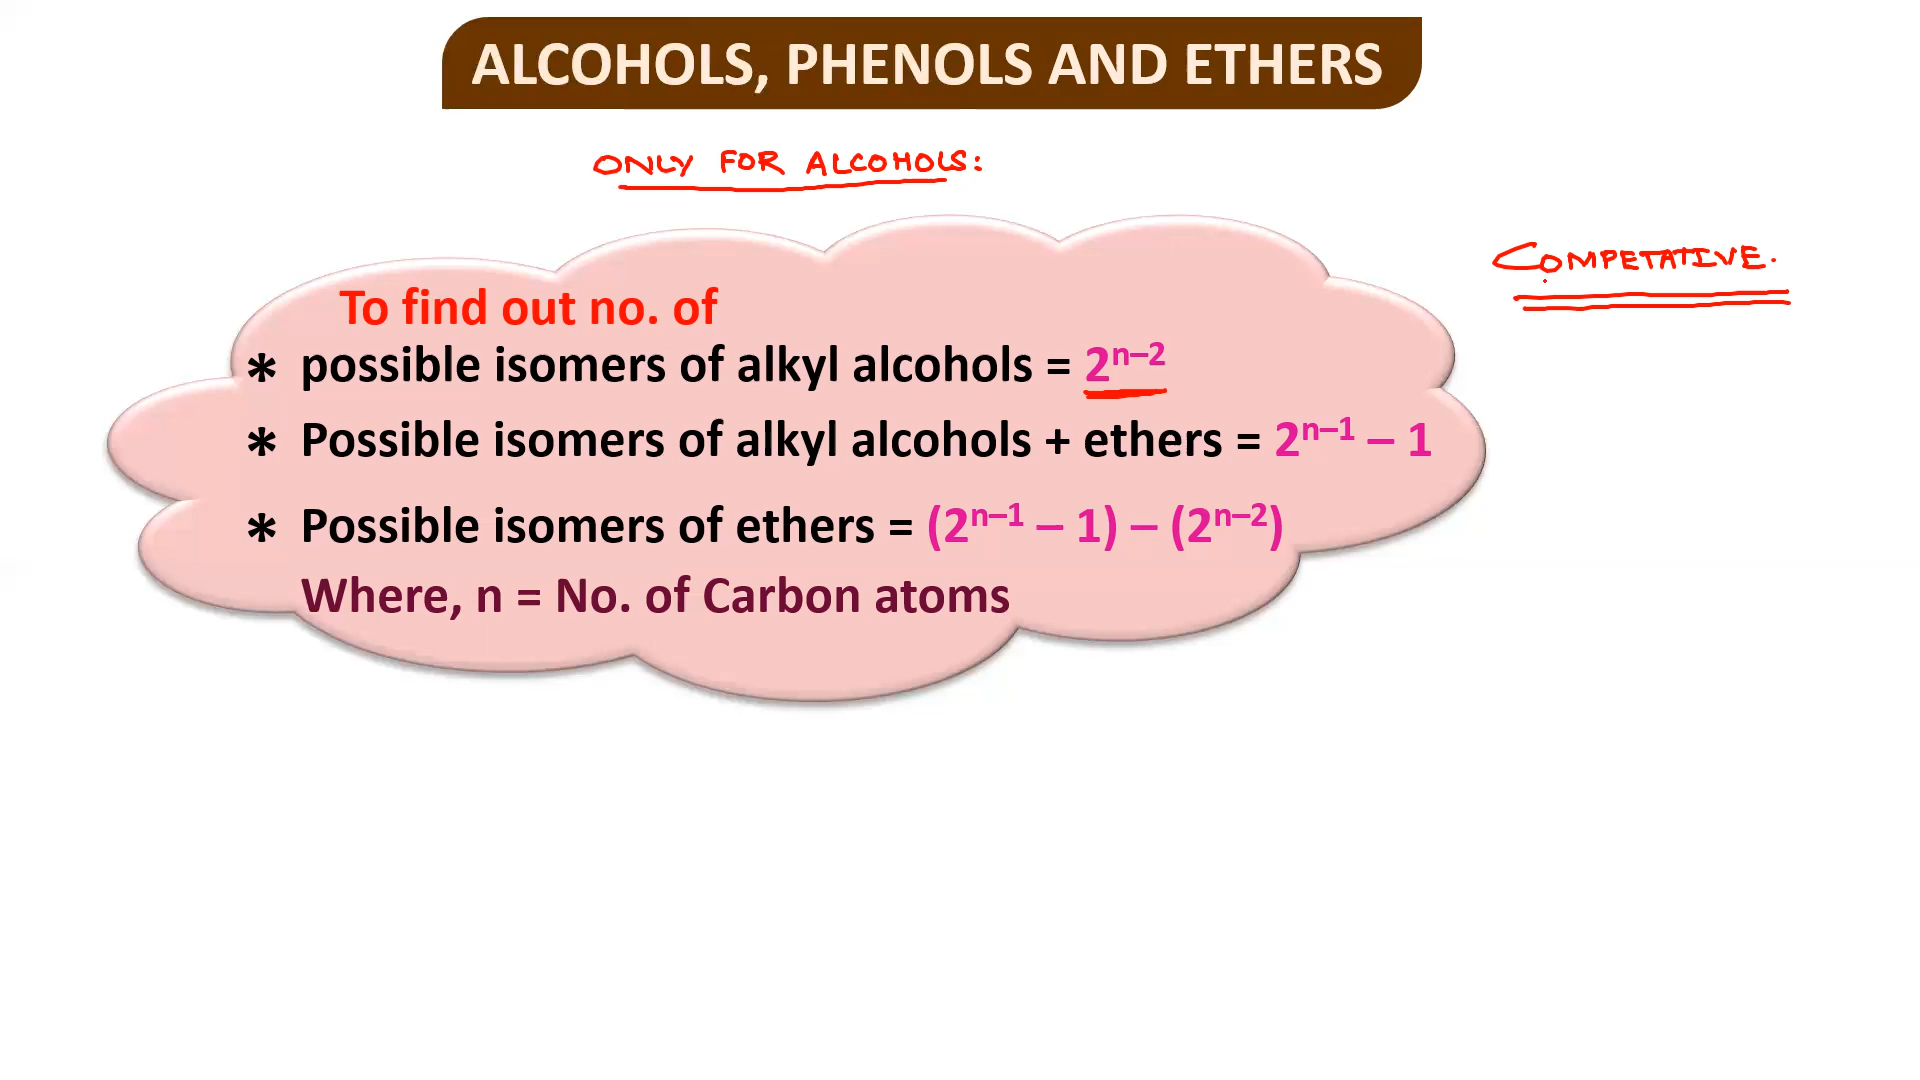 ALCOHOLS, PHENOLS AND ETHERS
ONLY FOR ALCOHOLS:
COMPETATIVE.
To find out no. of
* possible isomers of alkyl alcohols = 2ⁿ⁻²
* Possible isomers of alkyl alcohols + ethers = 2ⁿ⁻¹ – 1
* Possible isomers of ethers = (2ⁿ⁻¹ – 1) – (2ⁿ⁻²)
Where, n = No. of Carbon atoms